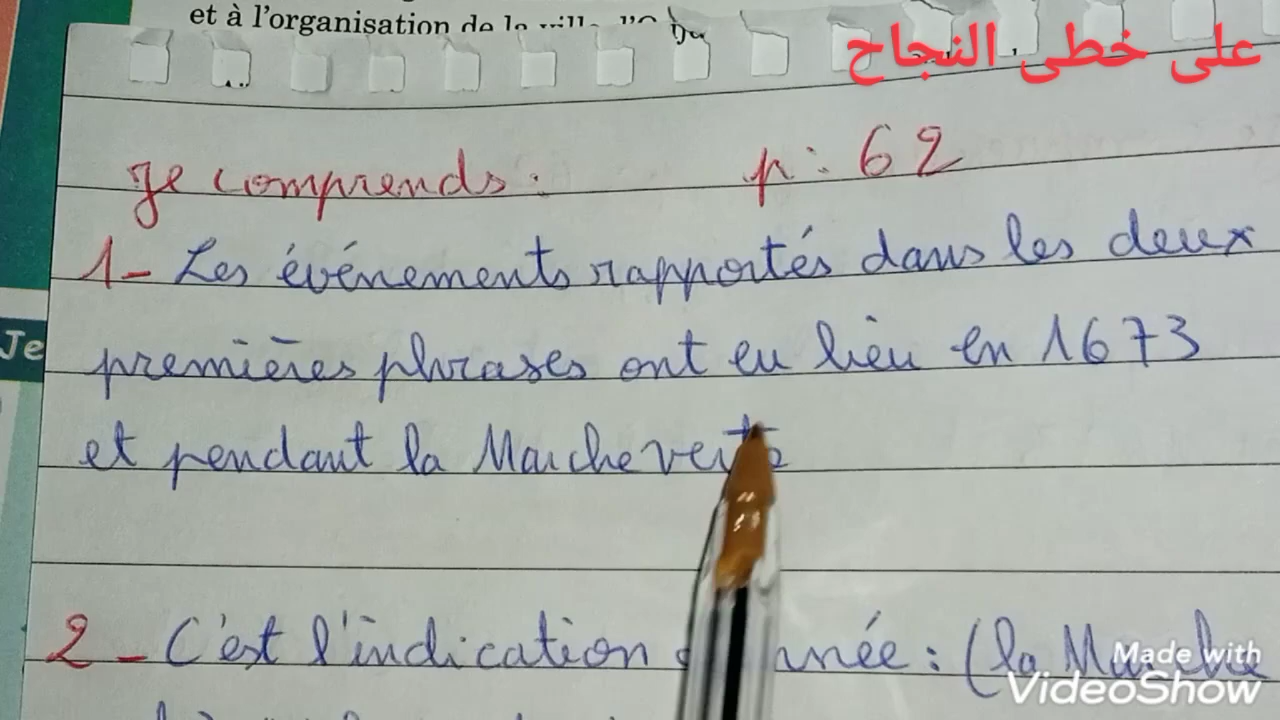 et à l'organisation de la
على خطى النجاح
Je comprends : p : 62
1 - Les événements rapportés dans les deux
premières phrases ont eu lieu en 1673
Je
et pendant la Marche verte
2 - C'est l'indication année : (la Marche
Made with
VideoShow